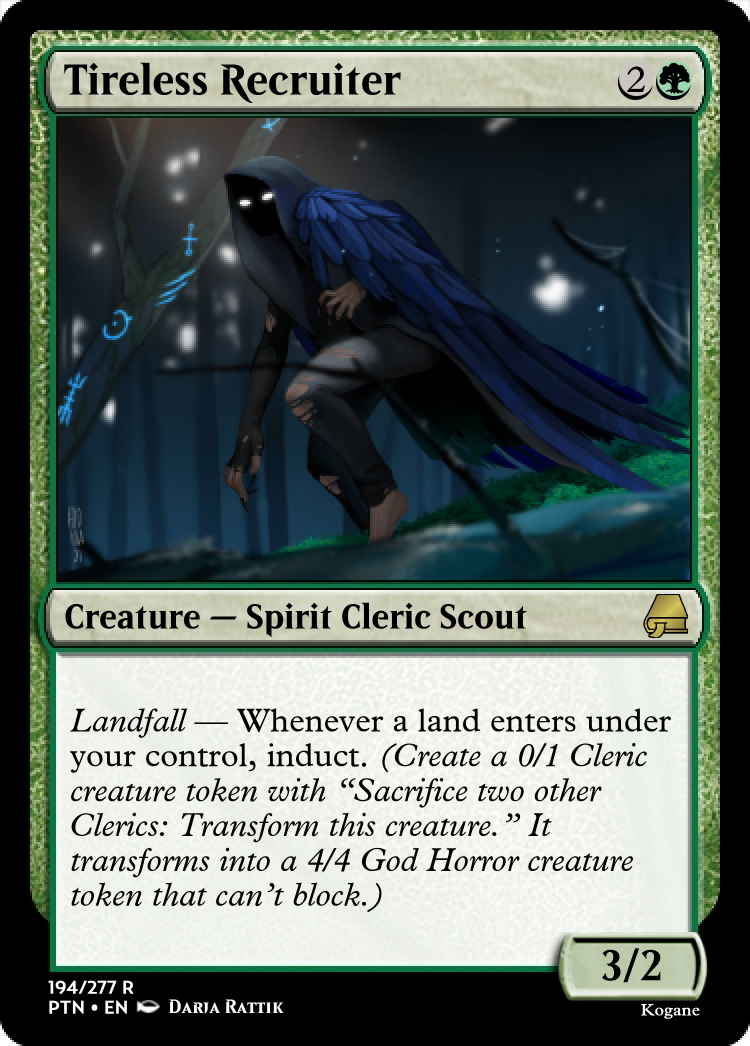 Tireless Recruiter 2
Creature — Spirit Cleric Scout
Landfall — Whenever a land enters under
your control, induct. (Create a 0/1 Cleric
creature token with “Sacrifice two other
Clerics: Transform this creature.” It
transforms into a 4/4 God Horror creature
token that can’t block.)
3/2
194/277 R
PTN • EN Darja Rattik
Kogane